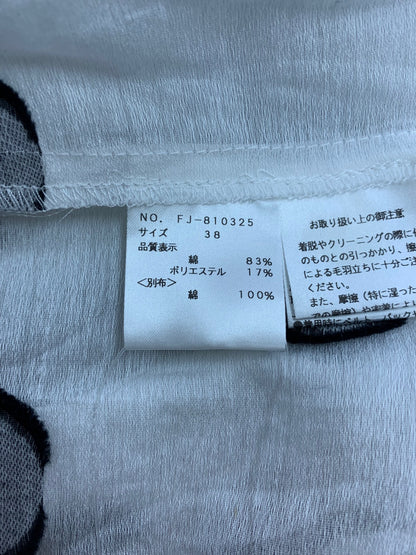 NO. FJ-810325
サイズ 38
品質表示
綿 83%
ポリエステル 17%
<別布>
綿 100%
お取り扱い上の御注意
着脱やクリーニングの際に
のものとの引っかかり、
による毛羽立ちに十分ご
また、摩擦（特に湿った
での摩擦）や